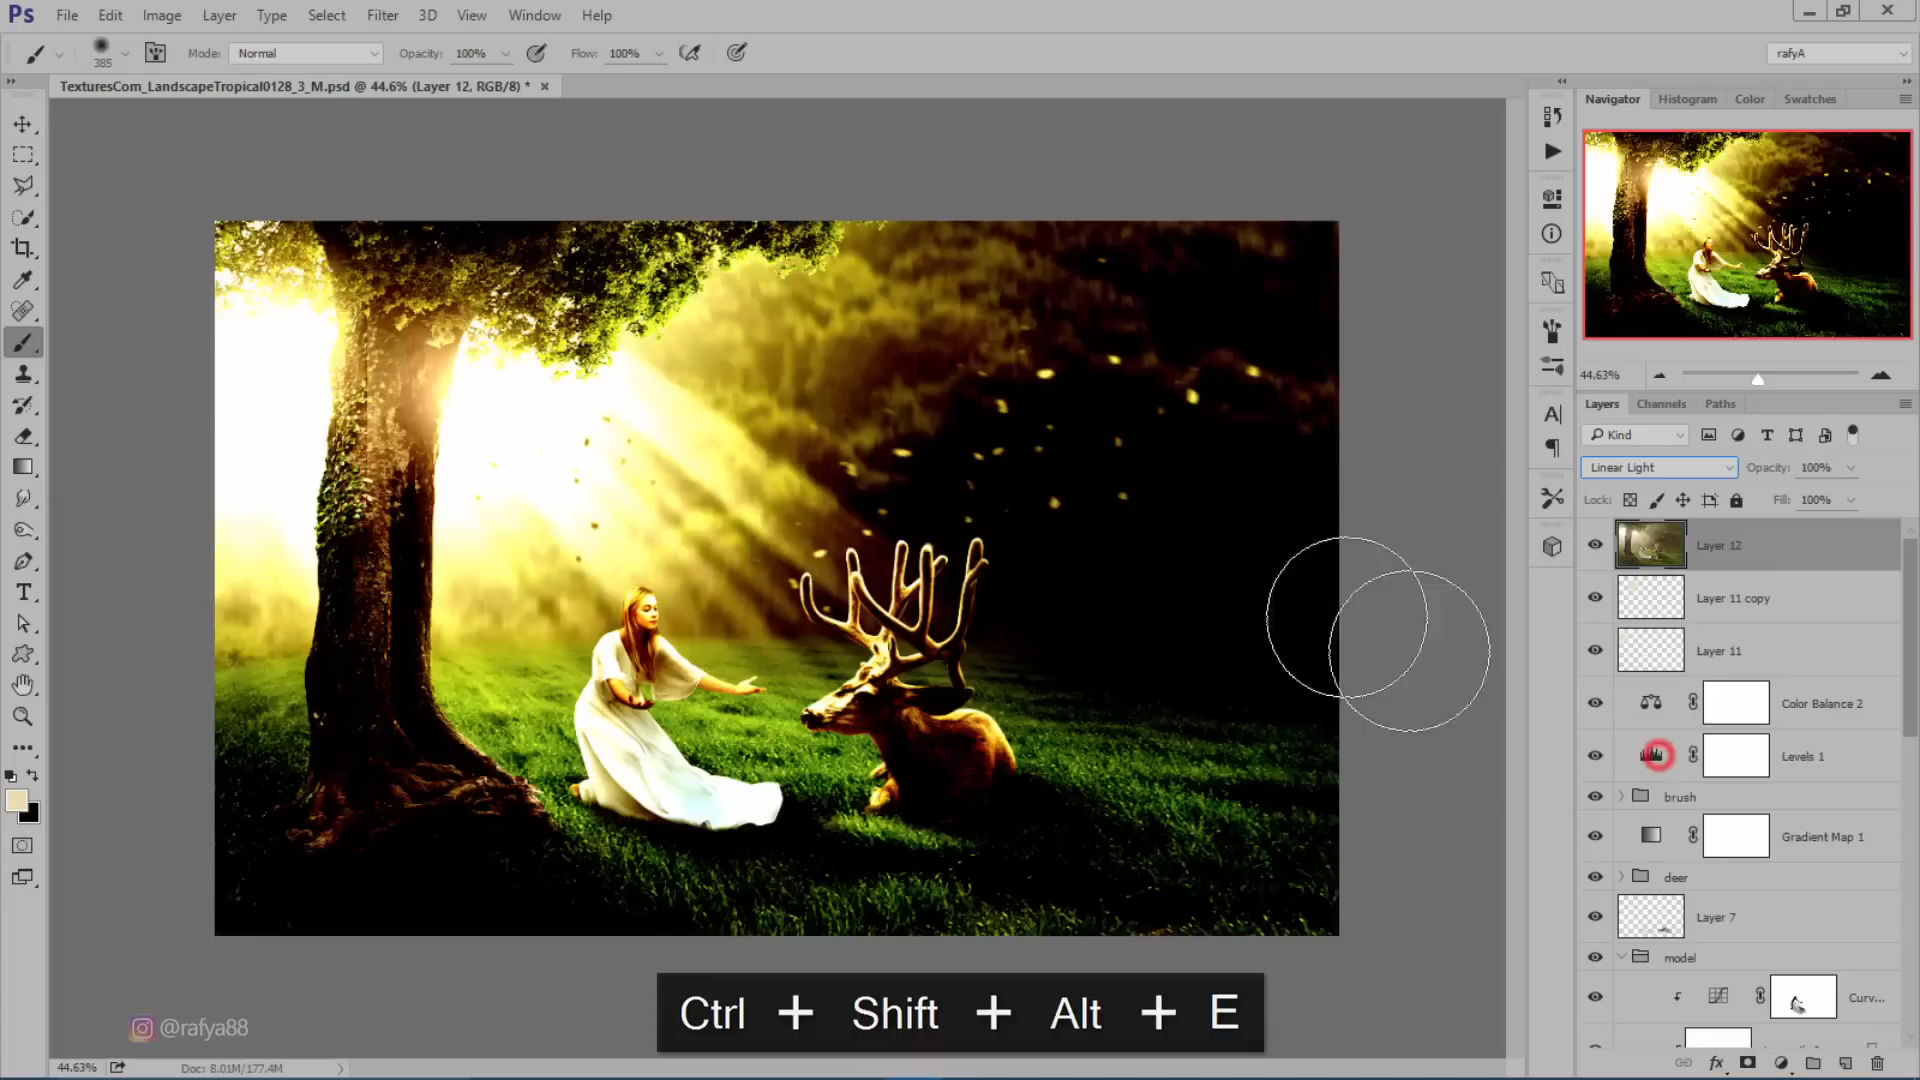 Ps File Edit Image Layer Type Select Filter 3D View Window Help
385 Mode: Normal Opacity: 100% Flow: 100% rafyA
TexturesCom_LandscapeTropical0128_3_M.psd @ 44.6% (Layer 12, RGB/8) *
Navigator Histogram Color Swatches
44.63%
Layers Channels Paths
Kind
Linear Light Opacity: 100%
Lock: Fill: 100%
Layer 12
Layer 11 copy
Layer 11
Color Balance 2
Levels 1
brush
Gradient Map 1
deer
Layer 7
model
Curv...
Ctrl + Shift + Alt + E
@rafya88
44.63% Doc: 8.01M/177.4M